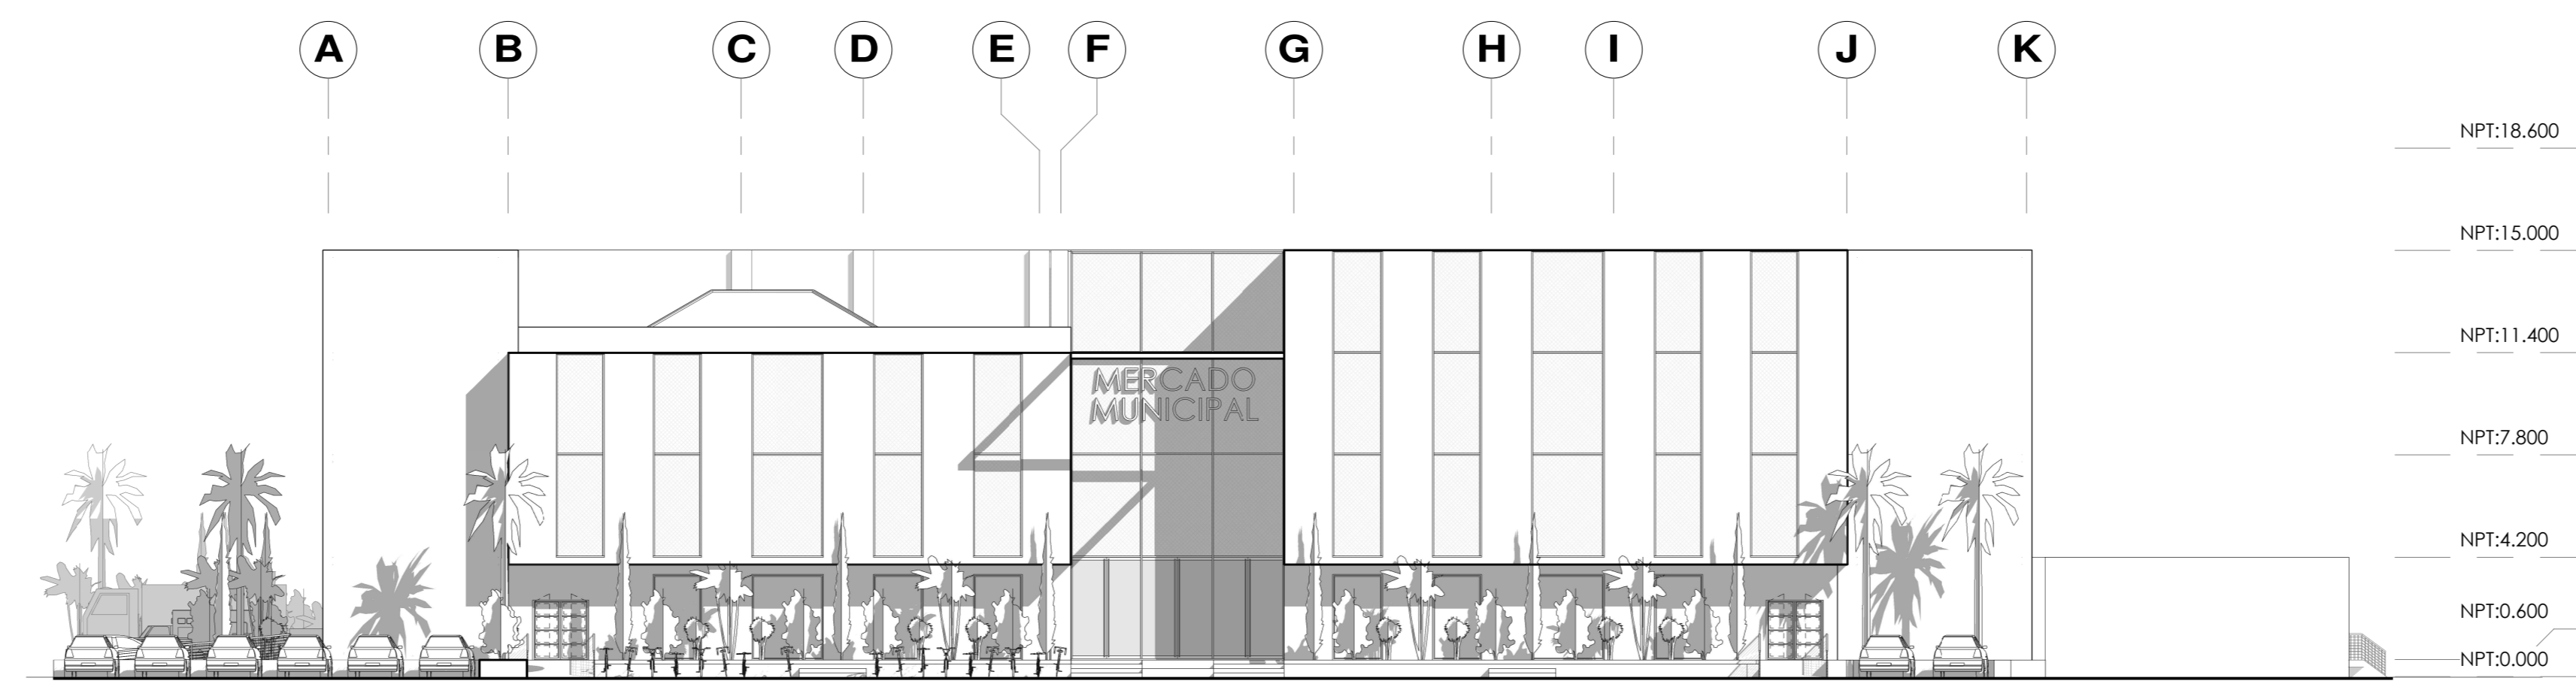 A B C D E F G H I J K
NPT:18.600
NPT:15.000
NPT:11.400
MERCADO
MUNICIPAL
NPT:7.800
NPT:4.200
NPT:0.600
NPT:0.000